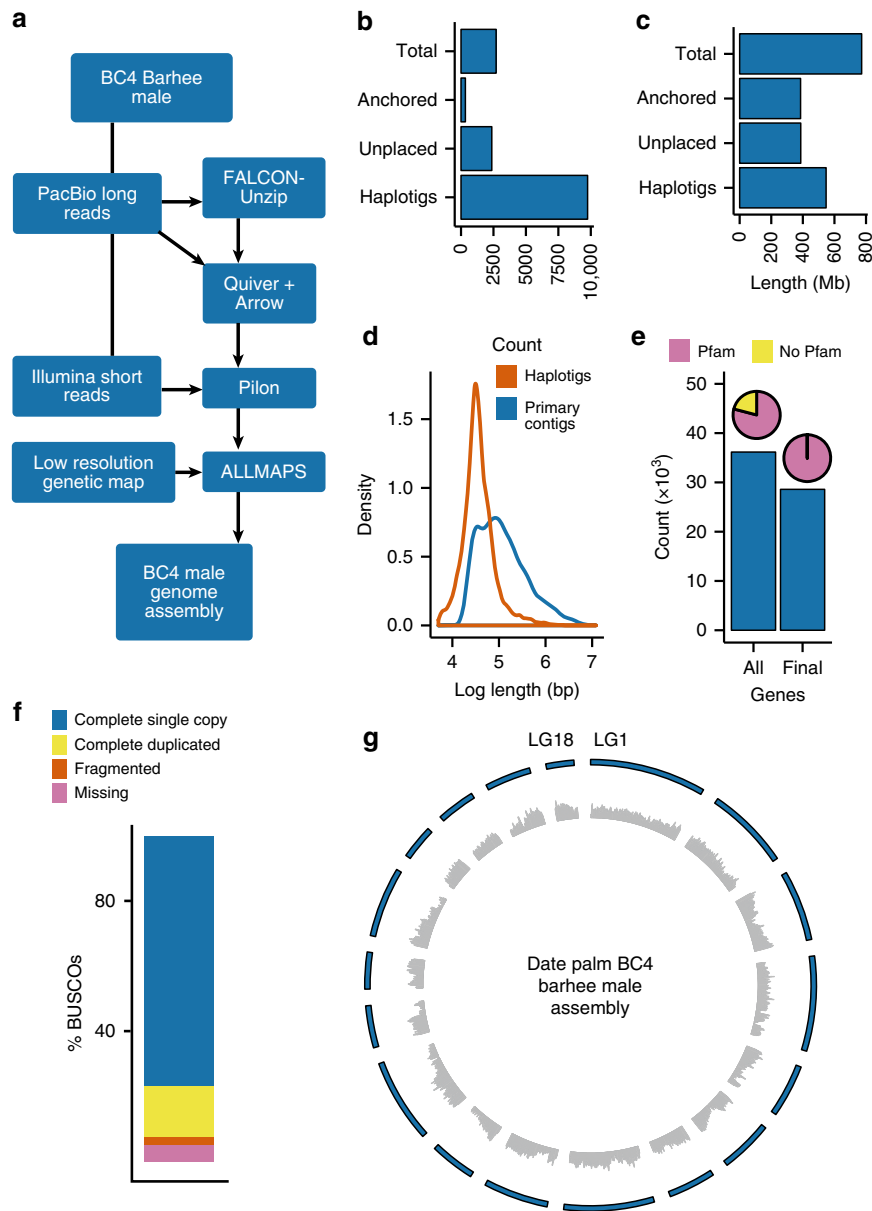 a
BC4 Barhee
male
PacBio long
reads
FALCON-
Unzip
Quiver +
Arrow
Illumina short
reads
Pilon
Low resolution
genetic map
ALLMAPS
BC4 male
genome
assembly
b
Total
Anchored
Unplaced
Haplotigs
0
2500
5000
7500
10,000
Count
c
Total
Anchored
Unplaced
Haplotigs
0
200
400
600
800
Length (Mb)
d
Haplotigs
Primary
contigs
1.5
1.0
0.5
0.0
Density
4
5
6
7
Log length (bp)
e
Pfam
No Pfam
50
40
30
20
10
0
Count (×10³)
All
Final
Genes
f
Complete single copy
Complete duplicated
Fragmented
Missing
80
40
% BUSCOs
g
LG18
LG1
Date palm BC4
barhee male
assembly